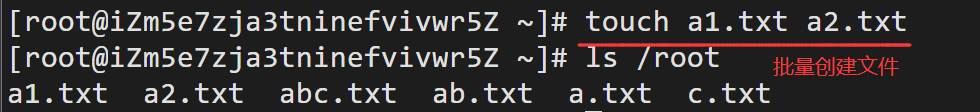 [root@iZm5e7zja3tninefvivwr5Z ~]# touch a1.txt a2.txt
[root@iZm5e7zja3tninefvivwr5Z ~]# ls /root
批量创建文件
a1.txt  a2.txt  abc.txt  ab.txt  a.txt  c.txt